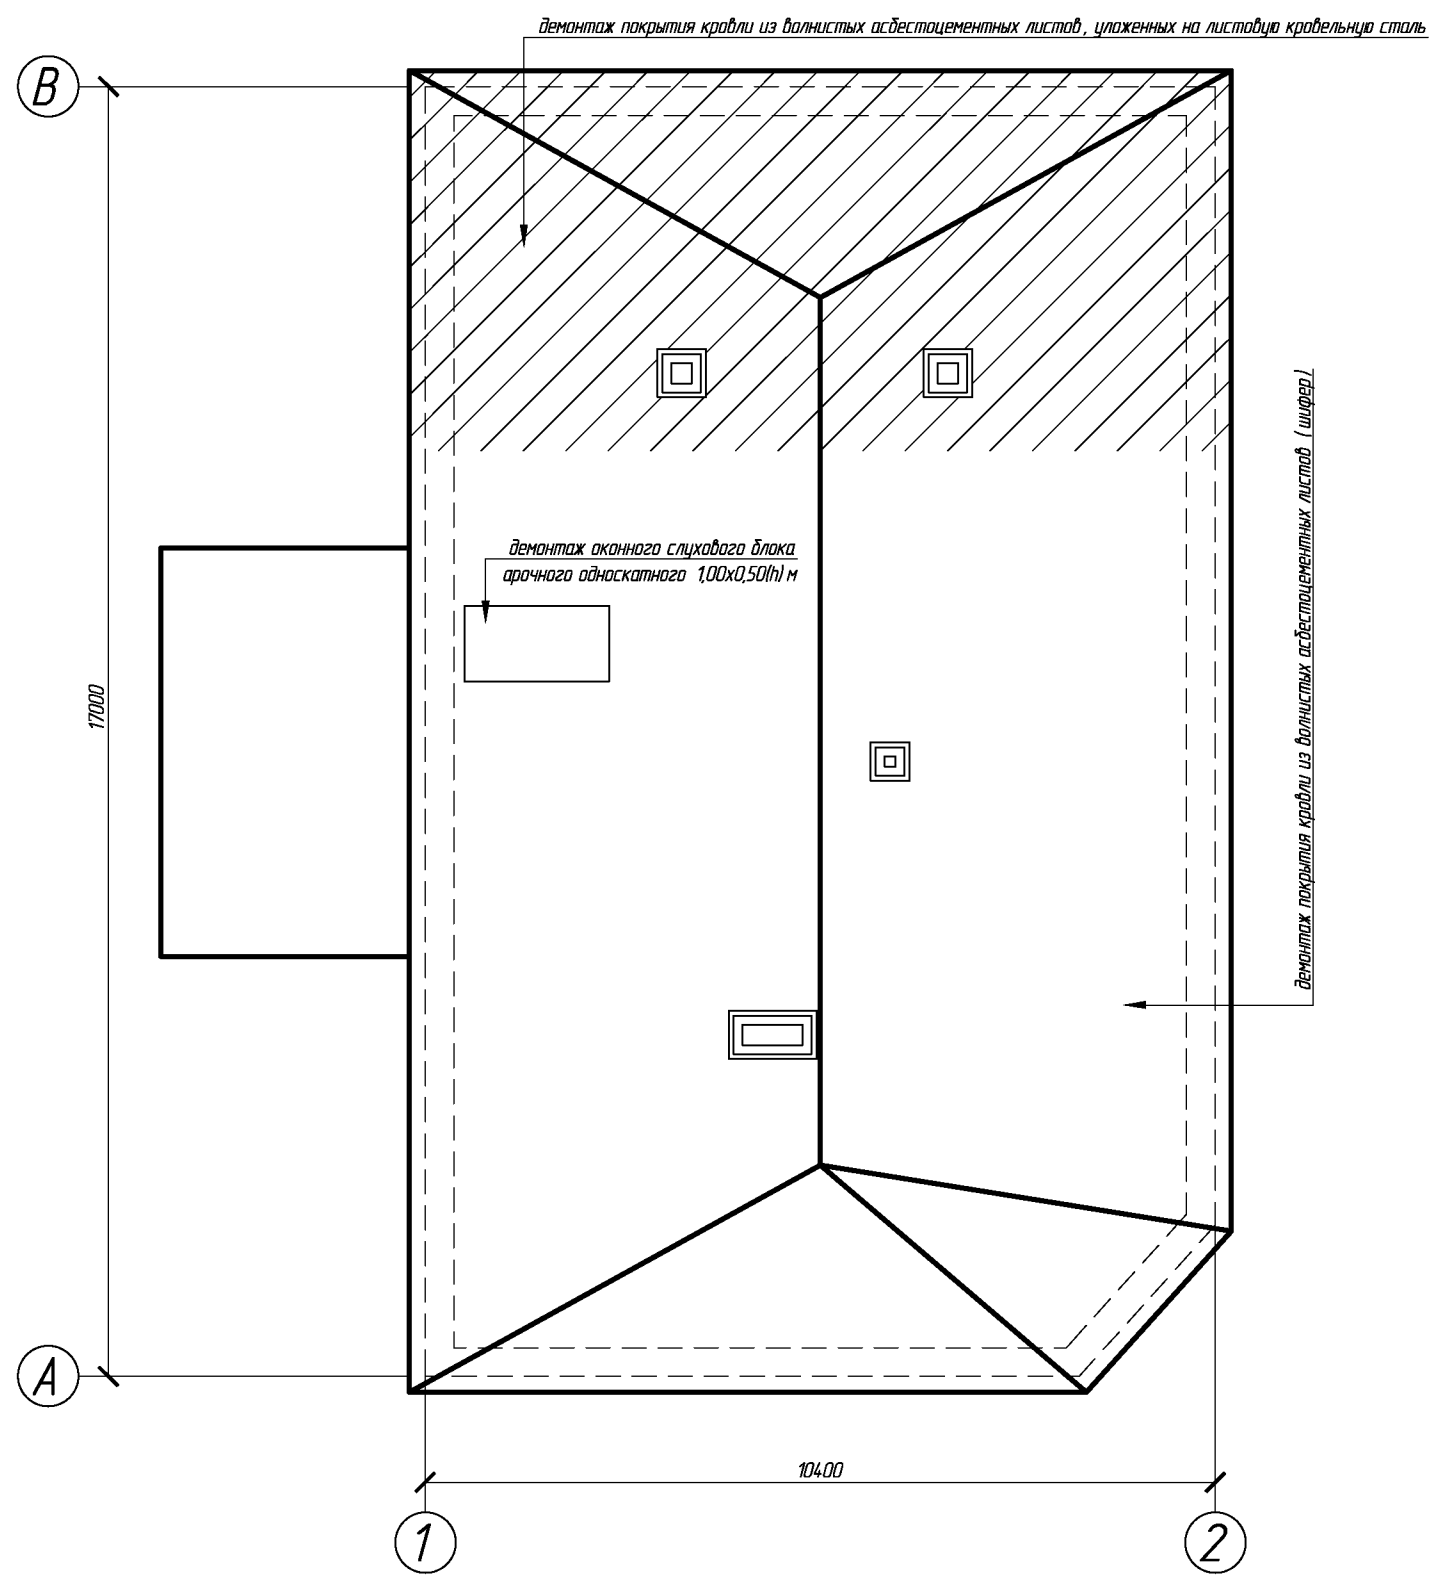 демонтаж покрытия кровли из волнистых асбестоцементных листов, уложенных на листовую кровельную сталь
В
демонтаж оконного слухового блока
арочного односкатного 1,00х0,50(h) м
демонтаж покрытия кровли из волнистых асбестоцементных листов (шифер)
17000
А
10400
1
2